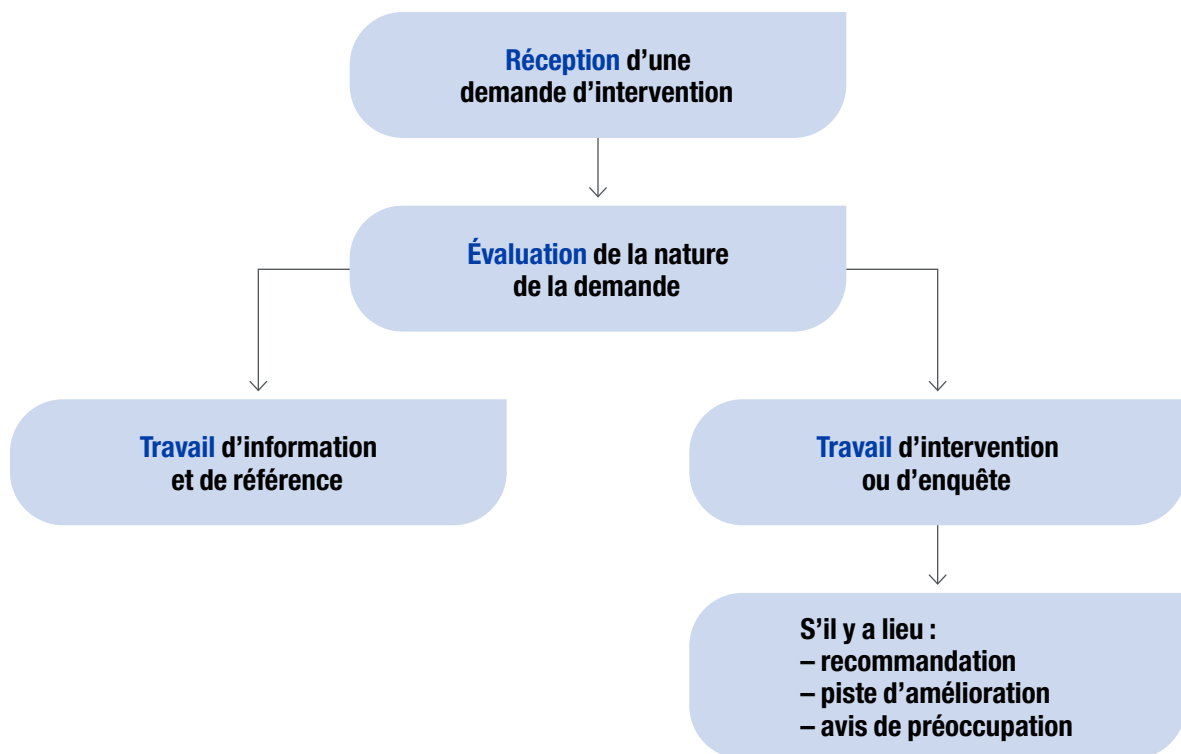 Réception d’une
demande d’intervention
Évaluation de la nature
de la demande
Travail d’information
et de référence
Travail d’intervention
ou d’enquête
S’il y a lieu :
– recommandation
– piste d’amélioration
– avis de préoccupation